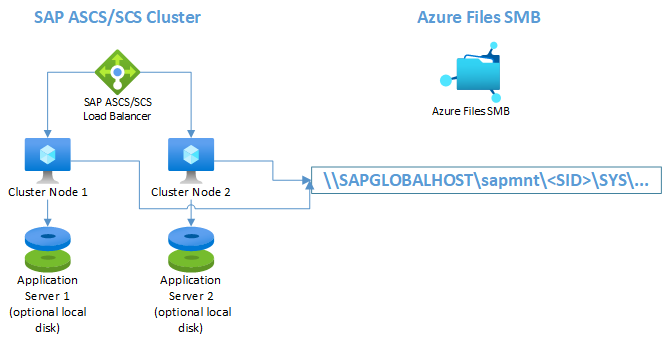 SAP ASCS/SCS Cluster
Azure Files SMB
SAP ASCS/SCS
Load Balancer
Azure Files SMB
\\SAPGLOBALHOST\sapmnt\<SID>\SYS\...
Cluster Node 1
Cluster Node 2
Application
Server 1
(optional local
disk)
Application
Server 2
(optional local
disk)